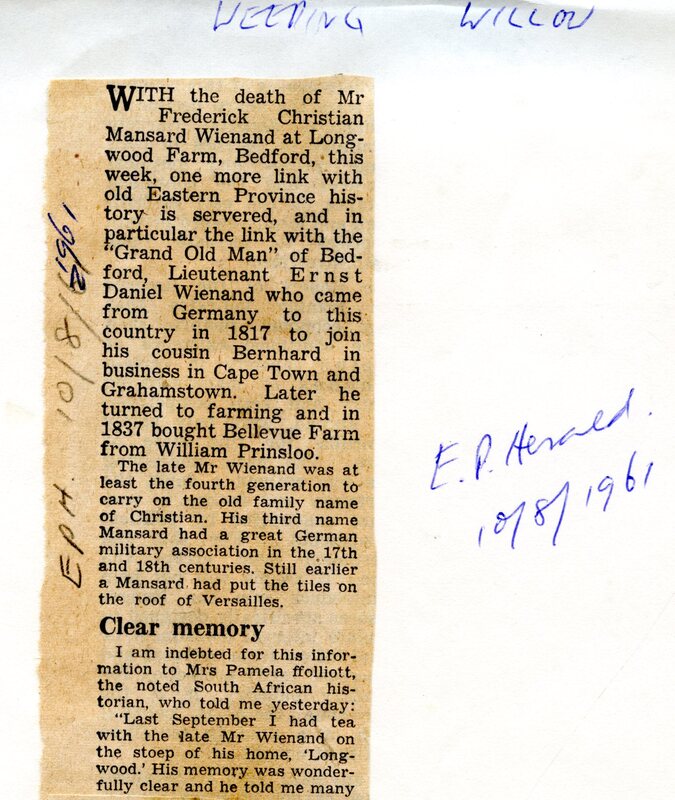 WEEPING WILLOW
WITH the death of Mr
Frederick Christian
Mansard Wienand at Long-
wood Farm, Bedford, this
week, one more link with
old Eastern Province his-
tory is servered, and in
particular the link with the
"Grand Old Man" of Bed-
ford, Lieutenant Ernst
Daniel Wienand who came
from Germany to this
country in 1817 to join
his cousin Bernhard in
business in Cape Town and
Grahamstown. Later he
turned to farming and in
1837 bought Bellevue Farm
from William Prinsloo.
The late Mr Wienand was at
least the fourth generation to
carry on the old family name
of Christian. His third name
Mansard had a great German
military association in the 17th
and 18th centuries. Still earlier
a Mansard had put the tiles on
the roof of Versailles.
Clear memory
I am indebted for this infor-
mation to Mrs Pamela ffolliott,
the noted South African his-
torian, who told me yesterday:
"Last September I had tea
with the late Mr Wienand on
the stoep of his home, 'Long-
wood.' His memory was wonder-
fully clear and he told me many
EPH. 10/8/1961
E.P. Herald.
10/8/1961